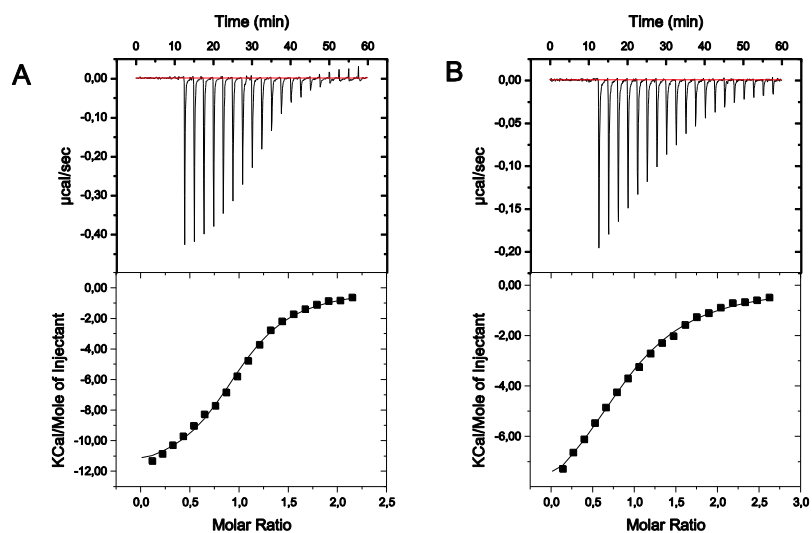 A
Time (min)
0 10 20 30 40 50 60
0,00
-0,10
-0,20
-0,30
-0,40
µcal/sec
0,00
-2,00
-4,00
-6,00
-8,00
-10,00
-12,00
KCal/Mole of Injectant
0,0 0,5 1,0 1,5 2,0 2,5
Molar Ratio
B
Time (min)
0 10 20 30 40 50 60
0,00
-0,05
-0,10
-0,15
-0,20
µcal/sec
0,00
-2,00
-4,00
-6,00
KCal/Mole of Injectant
0,0 0,5 1,0 1,5 2,0 2,5 3,0
Molar Ratio